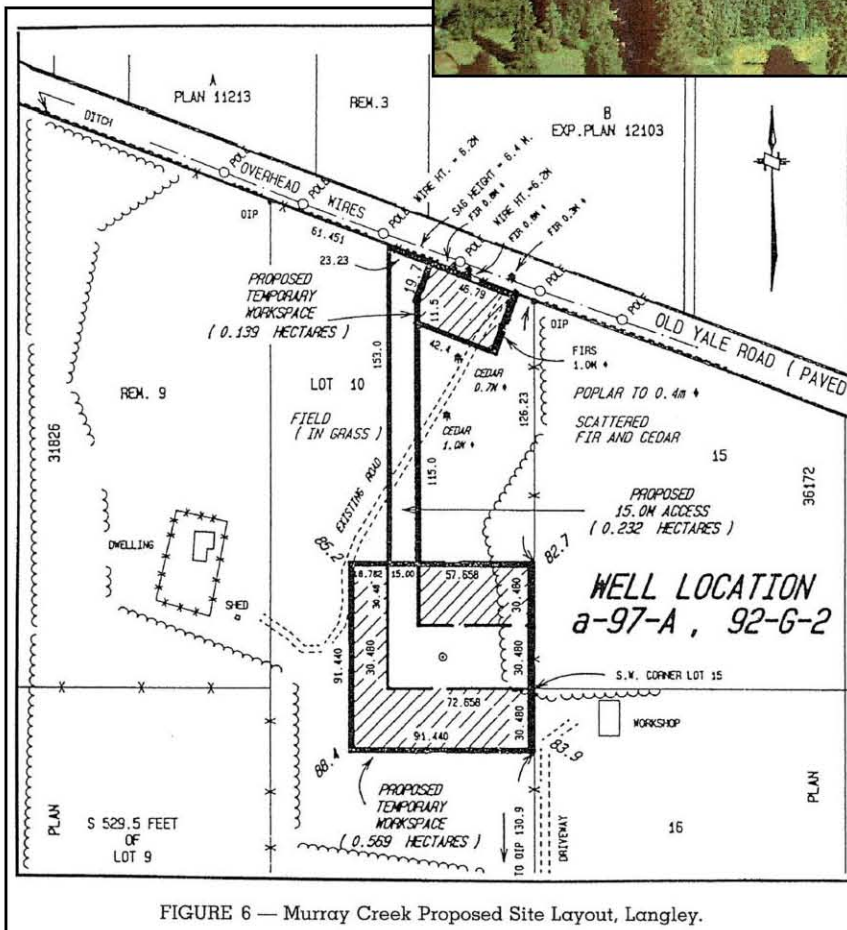 A
PLAN 11213
REM.3
B
EXP.PLAN 12103
DITCH
POLE
OVERHEAD WIRES
POLE
POLE
WIRE HT. = 6.2M
SAG HEIGHT = 6.4 M.
FIR 0.8M
POLE
WIRE HT.=6.2M
FIR 0.8M
FIR 0.3M
POLE
OLD YALE ROAD ( PAVED
OIP
61.451
23.23
19.7
46.79
11.5
42.4
OIP
PROPOSED
TEMPORARY
WORKSPACE
( 0.139 HECTARES )
FIRS
1.0M
CEDAR
0.7M
CEDAR
1.0M
POPLAR TO 0.4m
SCATTERED
FIR AND CEDAR
126.23
153.0
115.0
REM. 9
LOT 10
FIELD
( IN GRASS )
EXISTING ROAD
31826
15
36172
PROPOSED
15.0M ACCESS
( 0.232 HECTARES )
85.2
82.7
DWELLING
SHED
18.782
15.00
57.658
30.48
30.480
WELL LOCATION
a-97-A , 92-G-2
91.440
30.480
30.480
S.W. CORNER LOT 15
72.658
30.480
91.440
WORKSHOP
88.4
83.9
PROPOSED
TEMPORARY
WORKSPACE
( 0.569 HECTARES )
TO OIP 130.9
DRIVEWAY
PLAN
S 529.5 FEET
OF
LOT 9
16
PLAN
FIGURE 6 — Murray Creek Proposed Site Layout, Langley.